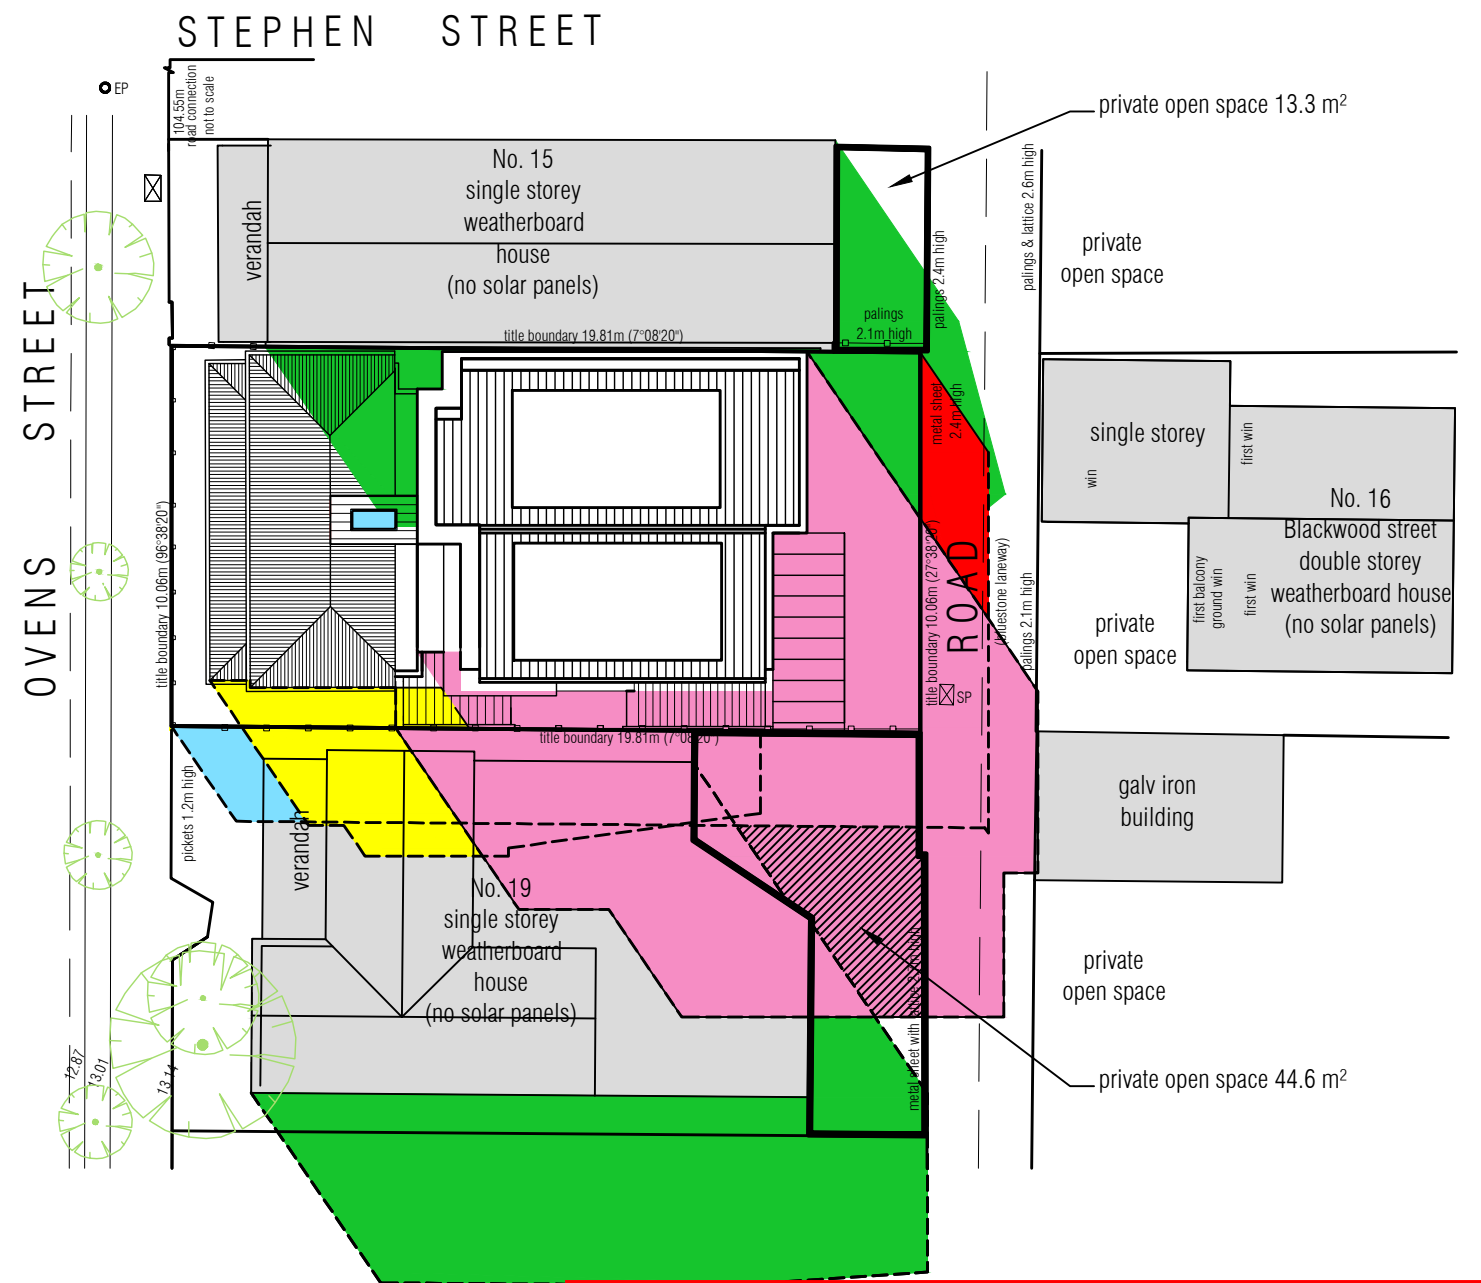 STEPHEN STREET
EP
104.55m
road connection
not to scale
private open space 13.3 m²
No. 15
single storey
weatherboard
house
(no solar panels)
verandah
palings & lattice 2.6m high
private
open space
palings 2.4m high
palings
2.1m high
title boundary 19.81m (7°08'20")
OVENS STREET
metal sheet
2.4m high
single storey
win
first win
No. 16
Blackwood street
double storey
weatherboard house
(no solar panels)
first balcony
ground win
first win
title boundary 10.06m (96°38'20")
title boundary 10.06m (27°38'20")
ROAD
(bluestone laneway)
palings 2.1m high
private
open space
SP
title boundary 19.81m (7°08'20")
pickets 1.2m high
verandah
galv iron
building
No. 19
single storey
weatherboard
house
(no solar panels)
private
open space
metal sheet with lattice high
12.87
13.01
13.14
private open space 44.6 m²